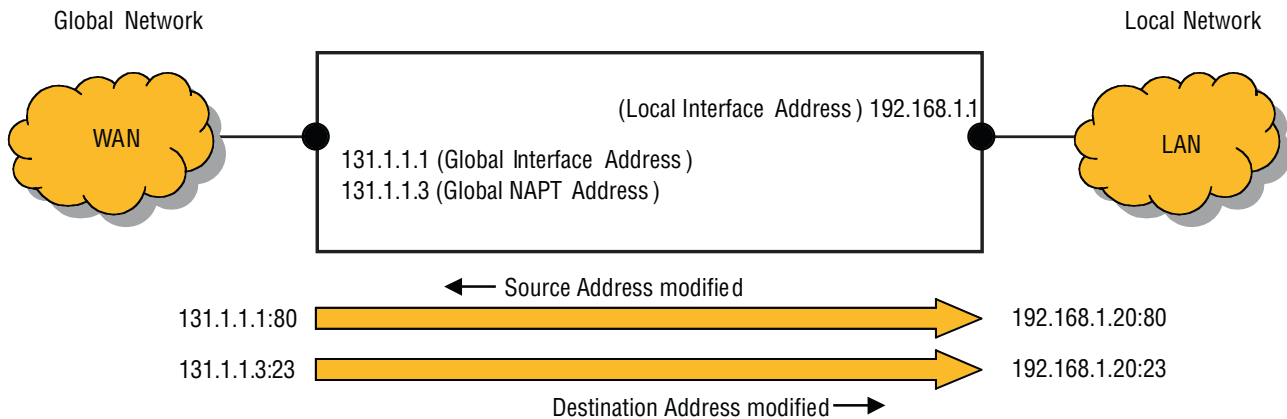 Global Network
Local Network
WAN
(Local Interface Address) 192.168.1.1
131.1.1.1 (Global Interface Address)
131.1.1.3 (Global NAPT Address)
LAN
Source Address modified
131.1.1.1:80
192.168.1.20:80
131.1.1.3:23
192.168.1.20:23
Destination Address modified